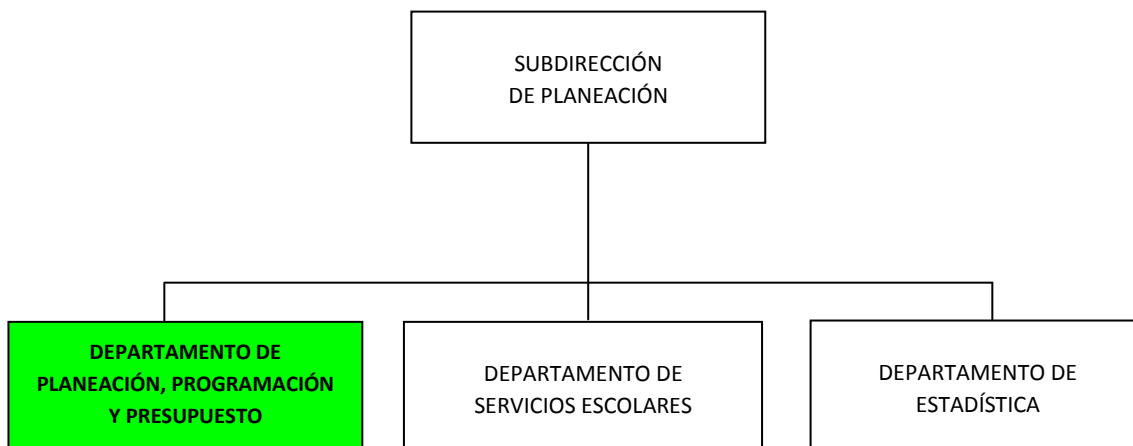 SUBDIRECCIÓN
DE PLANEACIÓN
DEPARTAMENTO DE
PLANEACIÓN, PROGRAMACIÓN
Y PRESUPUESTO
DEPARTAMENTO DE
SERVICIOS ESCOLARES
DEPARTAMENTO DE
ESTADÍSTICA